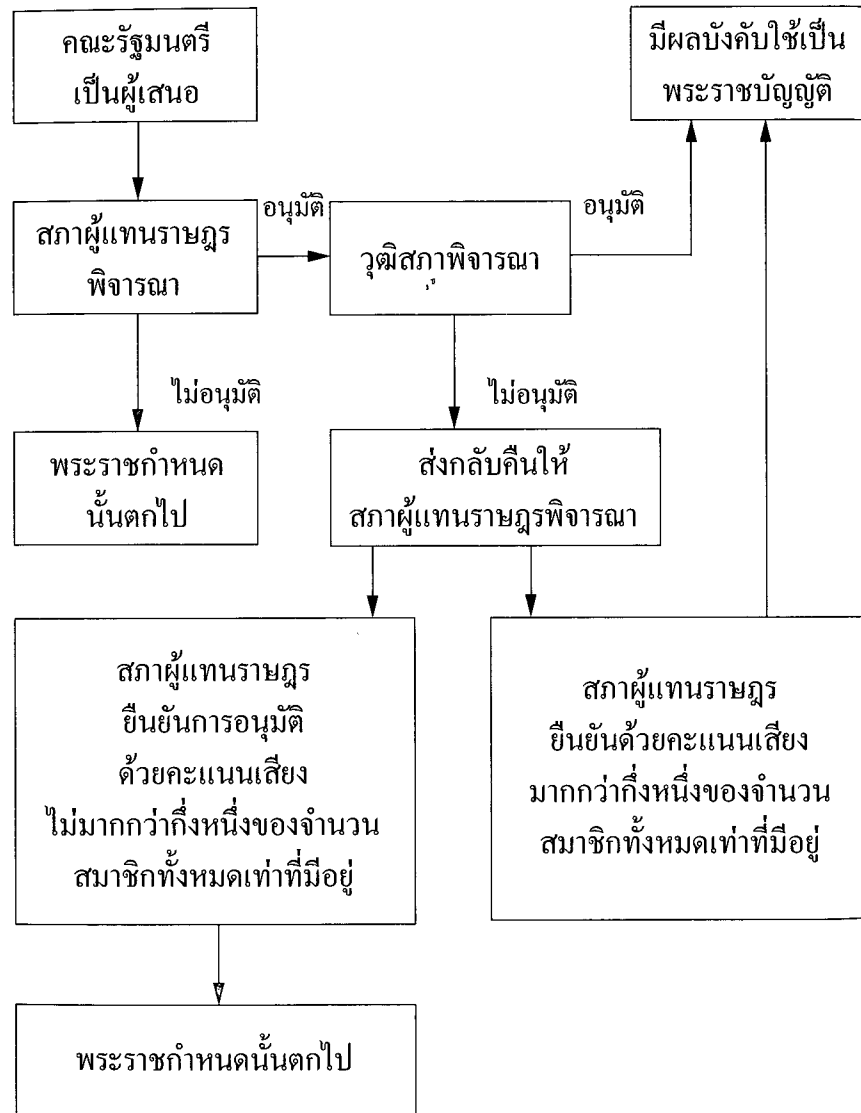 คณะรัฐมนตรี
เป็นผู้เสนอ
มีผลบังคับใช้เป็น
พระราชบัญญัติ
สภาผู้แทนราษฎร
พิจารณา
อนุมัติ
วุฒิสภาพิจารณา
อนุมัติ
ไม่อนุมัติ
ไม่อนุมัติ
พระราชกำหนด
นั้นตกไป
ส่งกลับคืนให้
สภาผู้แทนราษฎรพิจารณา
สภาผู้แทนราษฎร
ยืนยันการอนุมัติ
ด้วยคะแนนเสียง
ไม่มากกว่ากึ่งหนึ่งของจำนวน
สมาชิกทั้งหมดเท่าที่มีอยู่
สภาผู้แทนราษฎร
ยืนยันด้วยคะแนนเสียง
มากกว่ากึ่งหนึ่งของจำนวน
สมาชิกทั้งหมดเท่าที่มีอยู่
พระราชกำหนดนั้นตกไป